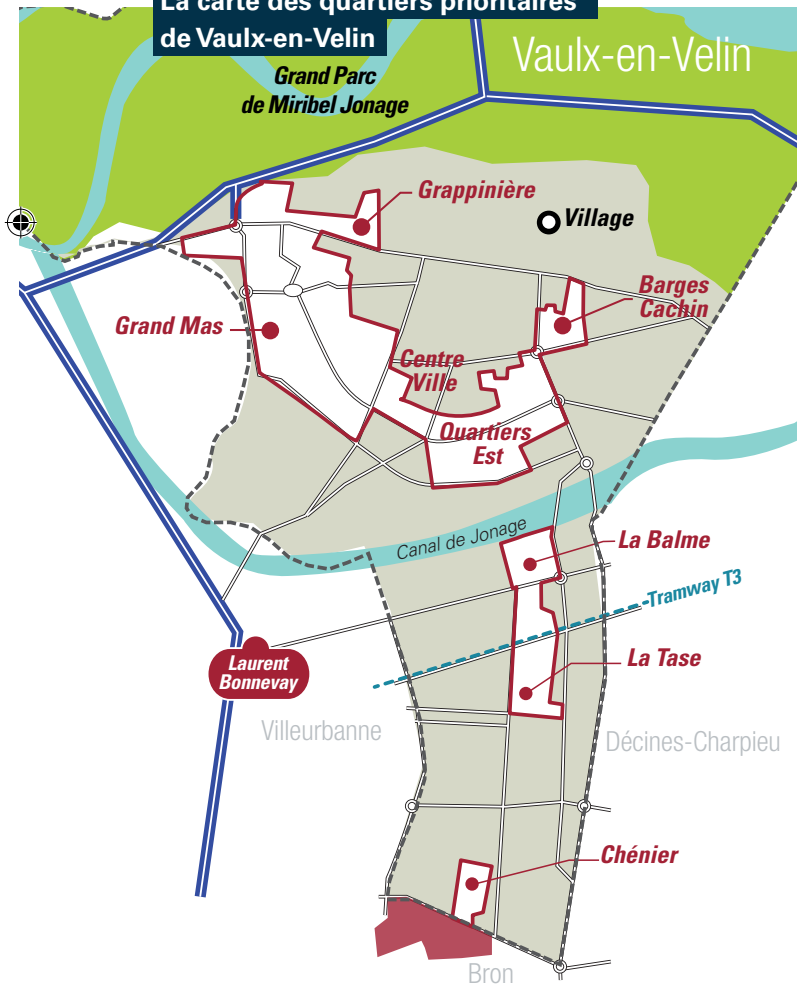 La carte des quartiers prioritaires
de Vaulx-en-Velin
Vaulx-en-Velin
Grand Parc
de Miribel Jonage
Grappinière
Village
Barges
Cachin
Grand Mas
Centre
Ville
Quartiers
Est
Canal de Jonage
La Balme
Tramway T3
Laurent
Bonnevay
La Tase
Villeurbanne
Décines-Charpieu
Chénier
Bron